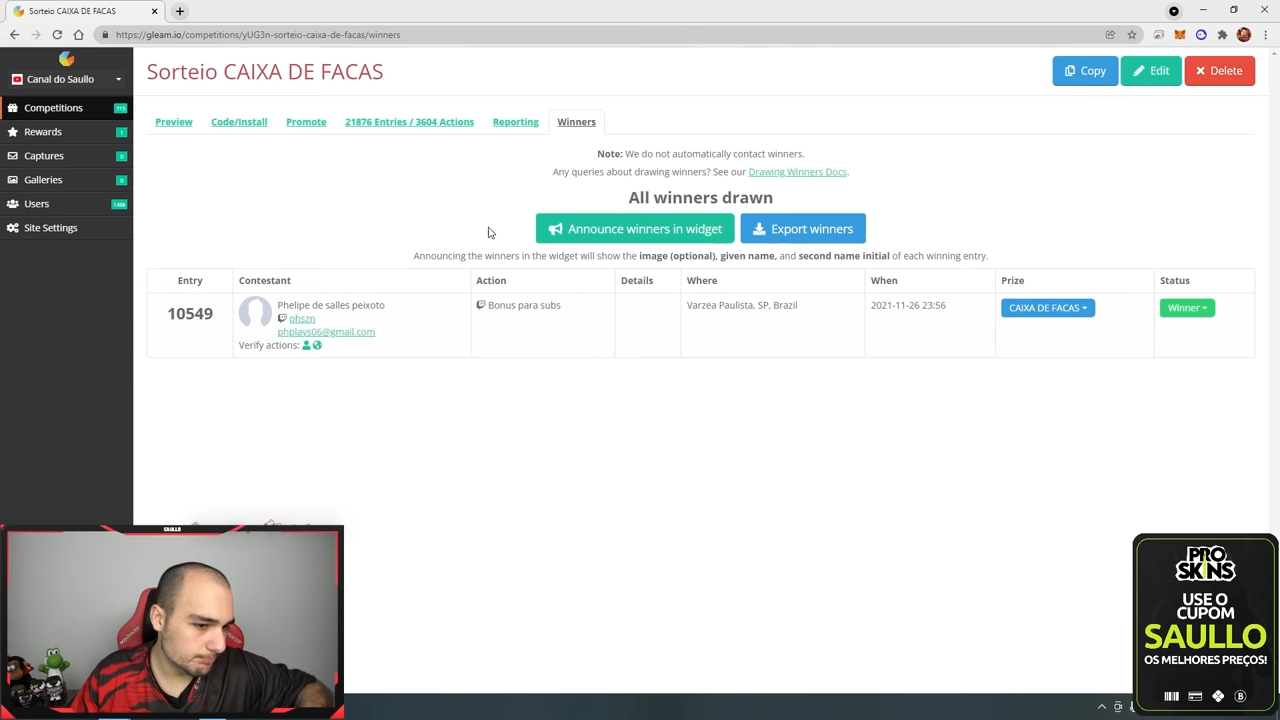 Sorteio CAIXA DE FACAS
https://gleam.io/competitions/yUG3n-sorteio-caixa-de-facas/winners
Canal do Saullo
Sorteio CAIXA DE FACAS
Copy
Edit
Delete
Competitions 715
Rewards 1
Captures 0
Galleries 0
Users 148k
Site Settings
Preview Code/Install Promote 21876 Entries / 3604 Actions Reporting Winners
Note: We do not automatically contact winners.
Any queries about drawing winners? See our Drawing Winners Docs.
All winners drawn
Announce winners in widget
Export winners
Announcing the winners in the widget will show the image (optional), given name, and second name initial of each winning entry.
Entry Contestant Action Details Where When Prize Status
10549 Phelipe de salles peixoto Bonus para subs Varzea Paulista, SP, Brazil 2021-11-26 23:56 CAIXA DE FACAS Winner
phszn
phplays06@gmail.com
Verify actions:
SAULLO
PRO
SKINS
USE O
CUPOM
SAULLO
OS MELHORES PREÇOS!